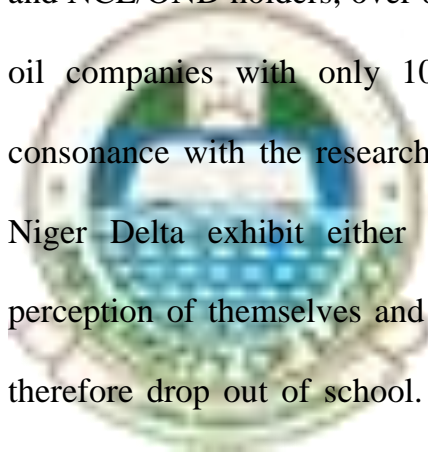 and NCE/OND holders, over
oil companies with only 10
consonance with the research
Niger Delta exhibit either
perception of themselves and
therefore drop out of school.